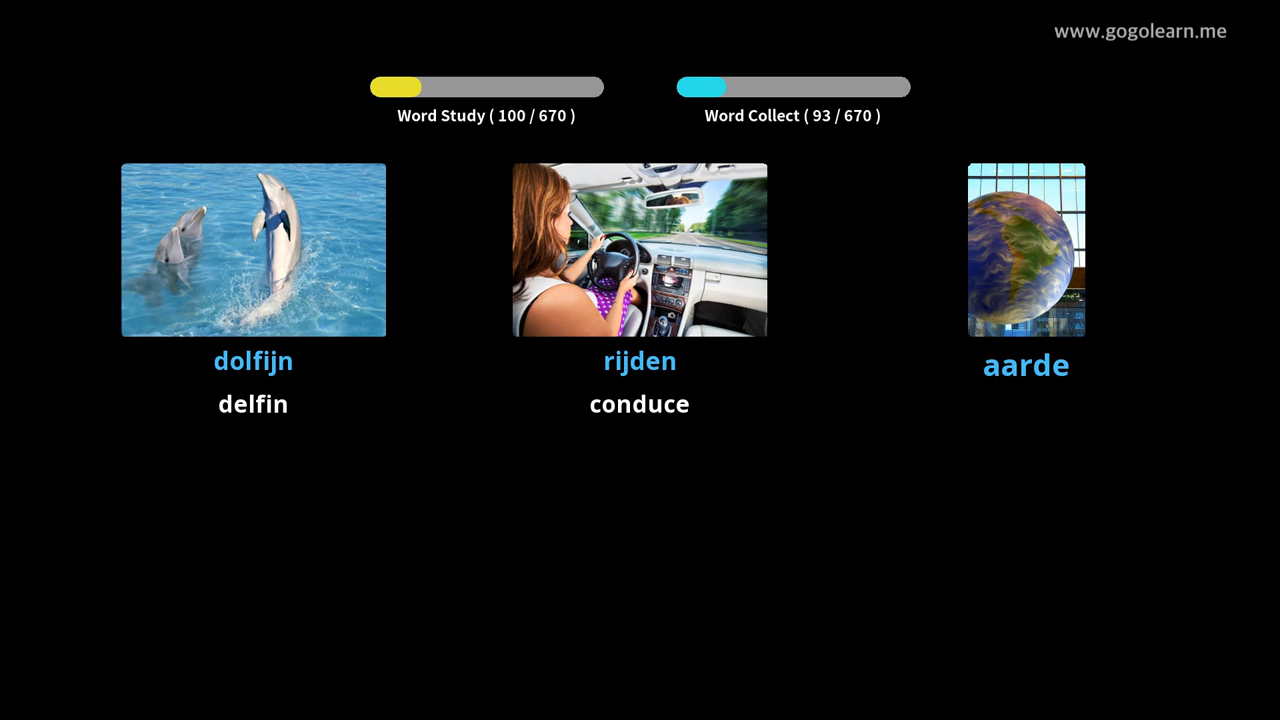 www.gogolearn.me
Word Study ( 100 / 670 )
Word Collect ( 93 / 670 )
dolfijn
rijden
aarde
delfin
conduce